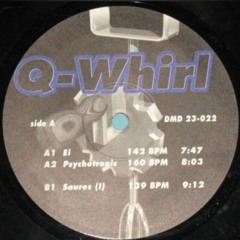 Q-Whirl
side A DMD 23-022
A1 Ei 142 BPM 7:47
A2 Psychotronic 160 BPM 8:03
B1 Sauros (I) 139 BPM 9:12